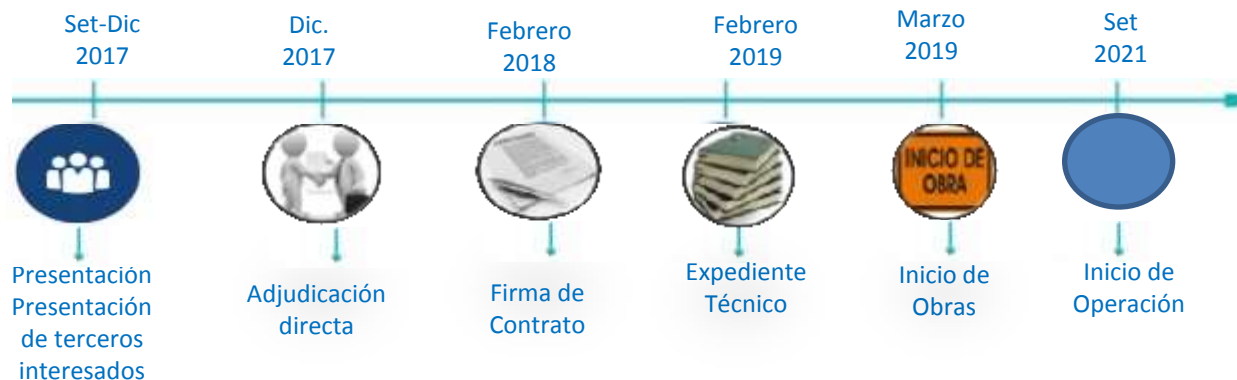 Set-Dic
2017
Dic.
2017
Febrero
2018
Febrero
2019
Marzo
2019
Set
2021
INICIO DE
OBRA
Presentación
Presentación
de terceros
interesados
Adjudicación
directa
Firma de
Contrato
Expediente
Técnico
Inicio de
Obras
Inicio de
Operación